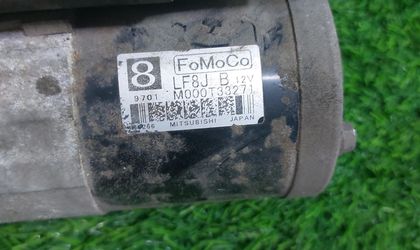 8 FoMoCo
LF8J B 12V
9701 M000T33271
MITSUBISHI JAPAN